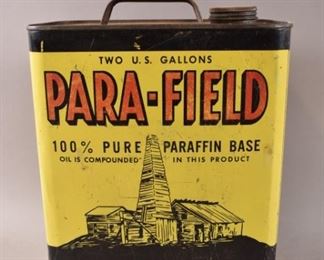 TWO U.S. GALLONS
PARA-FIELD
100% PURE PARAFFIN BASE
OIL IS COMPOUNDED IN THIS PRODUCT